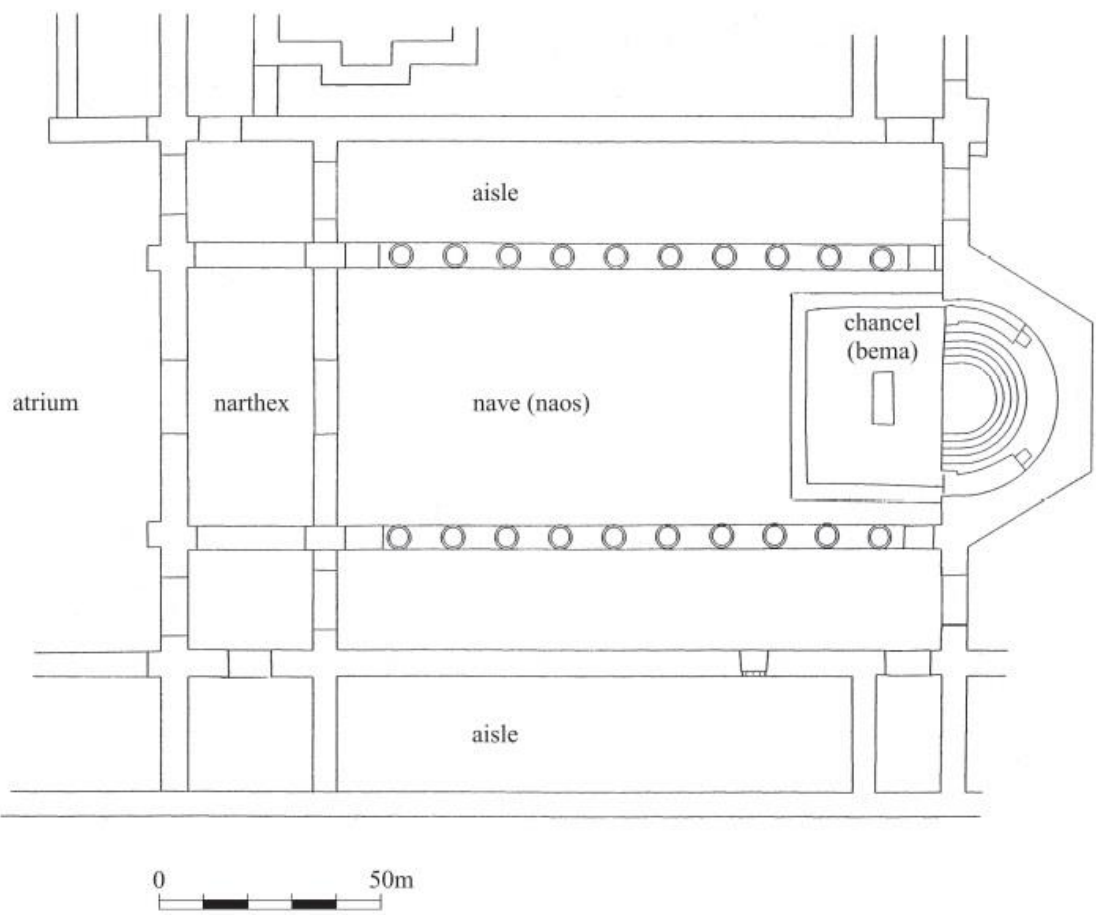 aisle
chancel
(bema)
atrium
narthex
nave (naos)
aisle
0
50m